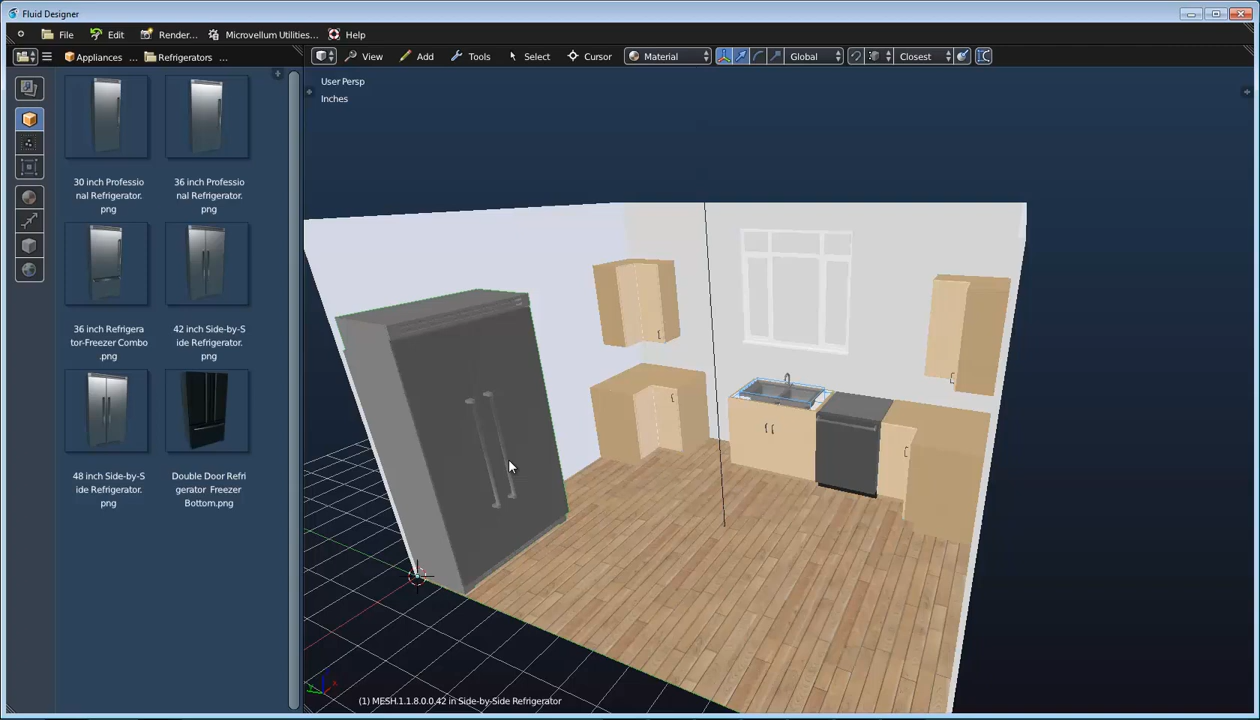 Fluid Designer
File Edit Render... Microvellum Utilities... Help
Appliances ... Refrigerators ... View Add Tools Select Cursor Material Global Closest
User Persp
Inches
30 inch Professio
nal Refrigerator.
png
36 inch Professio
nal Refrigerator.
png
36 inch Refrigera
tor-Freezer Combo
.png
42 inch Side-by-S
ide Refrigerator.
png
48 inch Side-by-S
ide Refrigerator.
png
Double Door Refri
gerator Freezer
Bottom.png
(1) MESH.1.1.8.0.0.42 in Side-by-Side Refrigerator